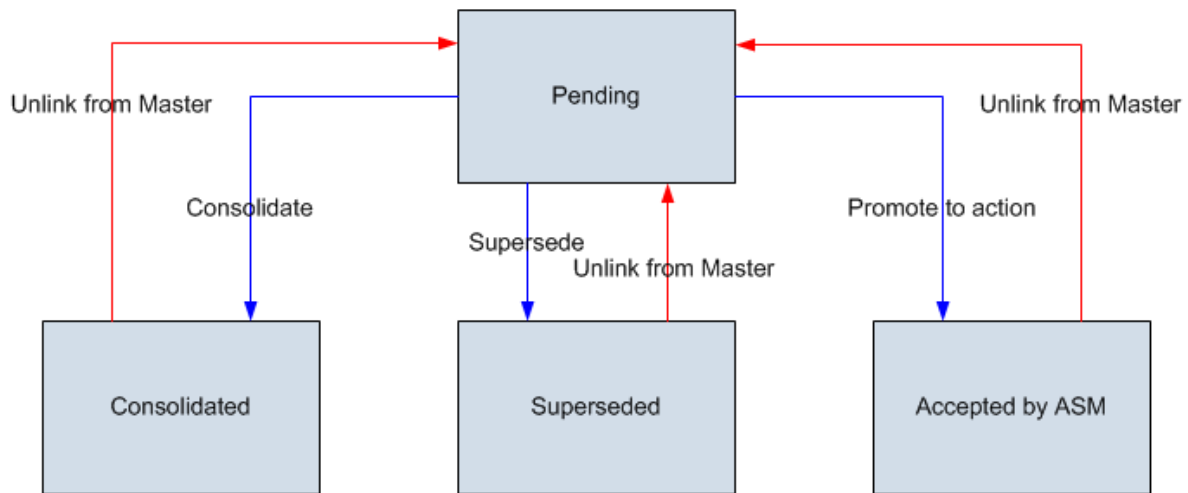 Pending
Unlink from Master
Unlink from Master
Consolidate
Promote to action
Supersede
Unlink from Master
Consolidated
Superseded
Accepted by ASM